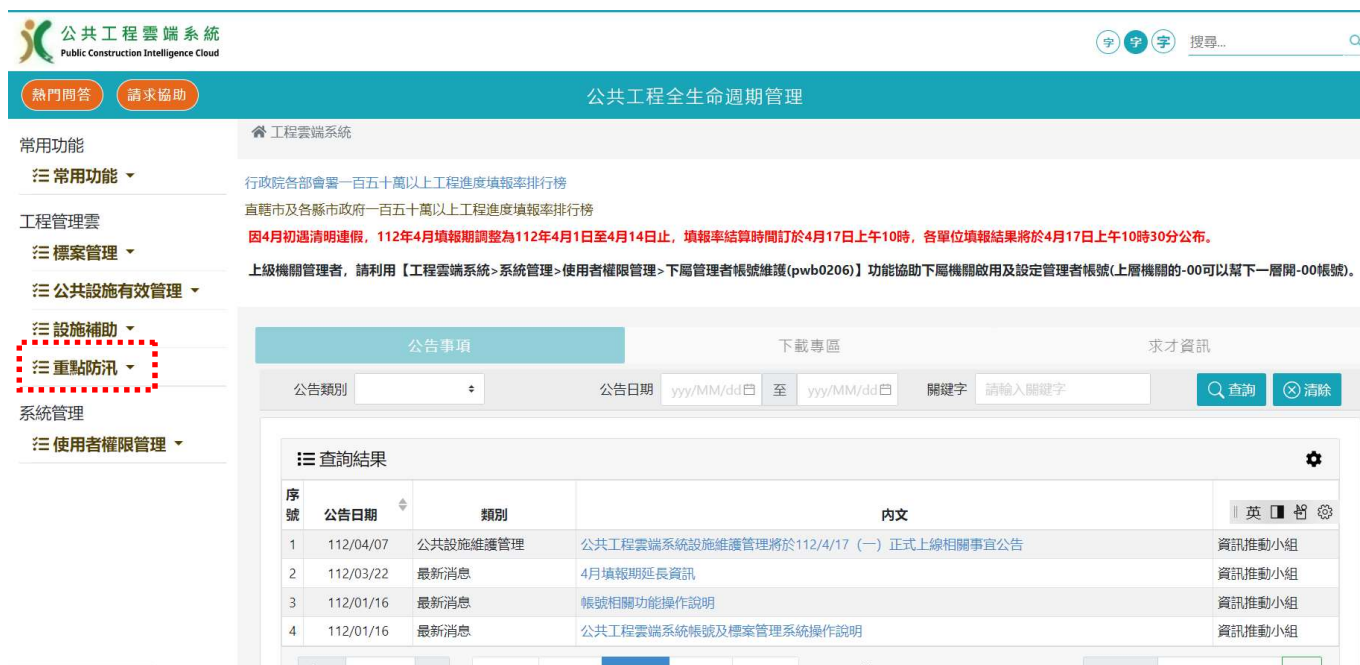 公共工程雲端系統
Public Construction Intelligence Cloud
字 字 字 搜尋...
熱門問答 請求協助 公共工程全生命週期管理
工程雲端系統
常用功能
常用功能
工程管理雲
標案管理
公共設施有效管理
設施補助
重點防汛
系統管理
使用者權限管理
行政院各部會署一百五十萬以上工程進度填報率排行榜
直轄市及各縣市政府一百五十萬以上工程進度填報率排行榜
因4月初遇清明連假，112年4月填報期調整為112年4月1日至4月14日止，填報率結算時間訂於4月17日上午10時，各單位填報結果將於4月17日上午10時30分公布。
上級機關管理者，請利用【工程雲端系統>系統管理>使用者權限管理>下屬管理者帳號維護(pwb0206)】功能協助下屬機關啟用及設定管理者帳號(上層機關的-00可以幫下一層開-00帳號)。
公告事項 下載專區 求才資訊
公告類別 公告日期 yyy/MM/dd 至 yyy/MM/dd 關鍵字 請輸入關鍵字 查詢 清除
查詢結果
序號 公告日期 類別 內文
英
1 112/04/07 公共設施維護管理 公共工程雲端系統設施維護管理將於112/4/17（一）正式上線相關事宜公告 資訊推動小組
2 112/03/22 最新消息 4月填報期延長資訊 資訊推動小組
3 112/01/16 最新消息 帳號相關功能操作說明 資訊推動小組
4 112/01/16 最新消息 公共工程雲端系統帳號及標案管理系統操作說明 資訊推動小組